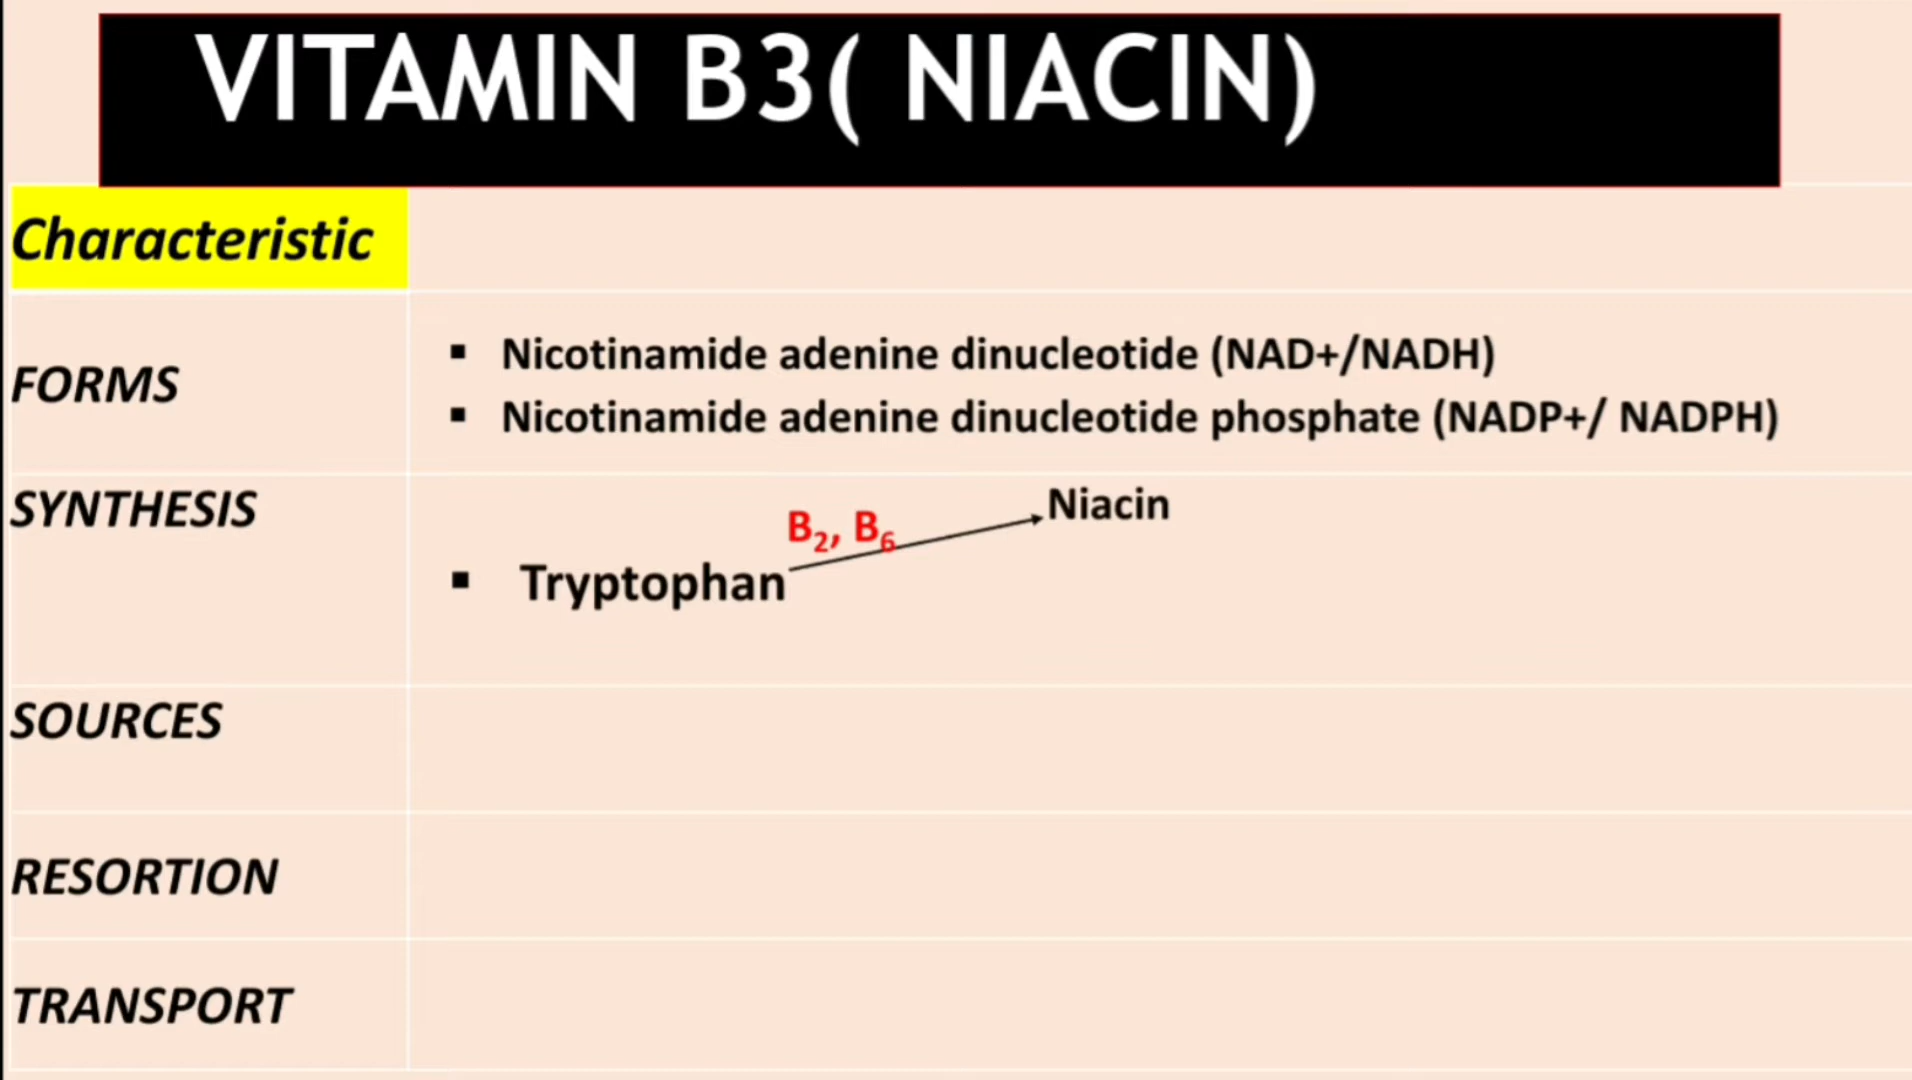 VITAMIN B3( NIACIN)
Characteristic
FORMS
▪ Nicotinamide adenine dinucleotide (NAD+/NADH)
▪ Nicotinamide adenine dinucleotide phosphate (NADP+/ NADPH)
SYNTHESIS
Niacin
B2, B6
▪ Tryptophan
SOURCES
RESORTION
TRANSPORT